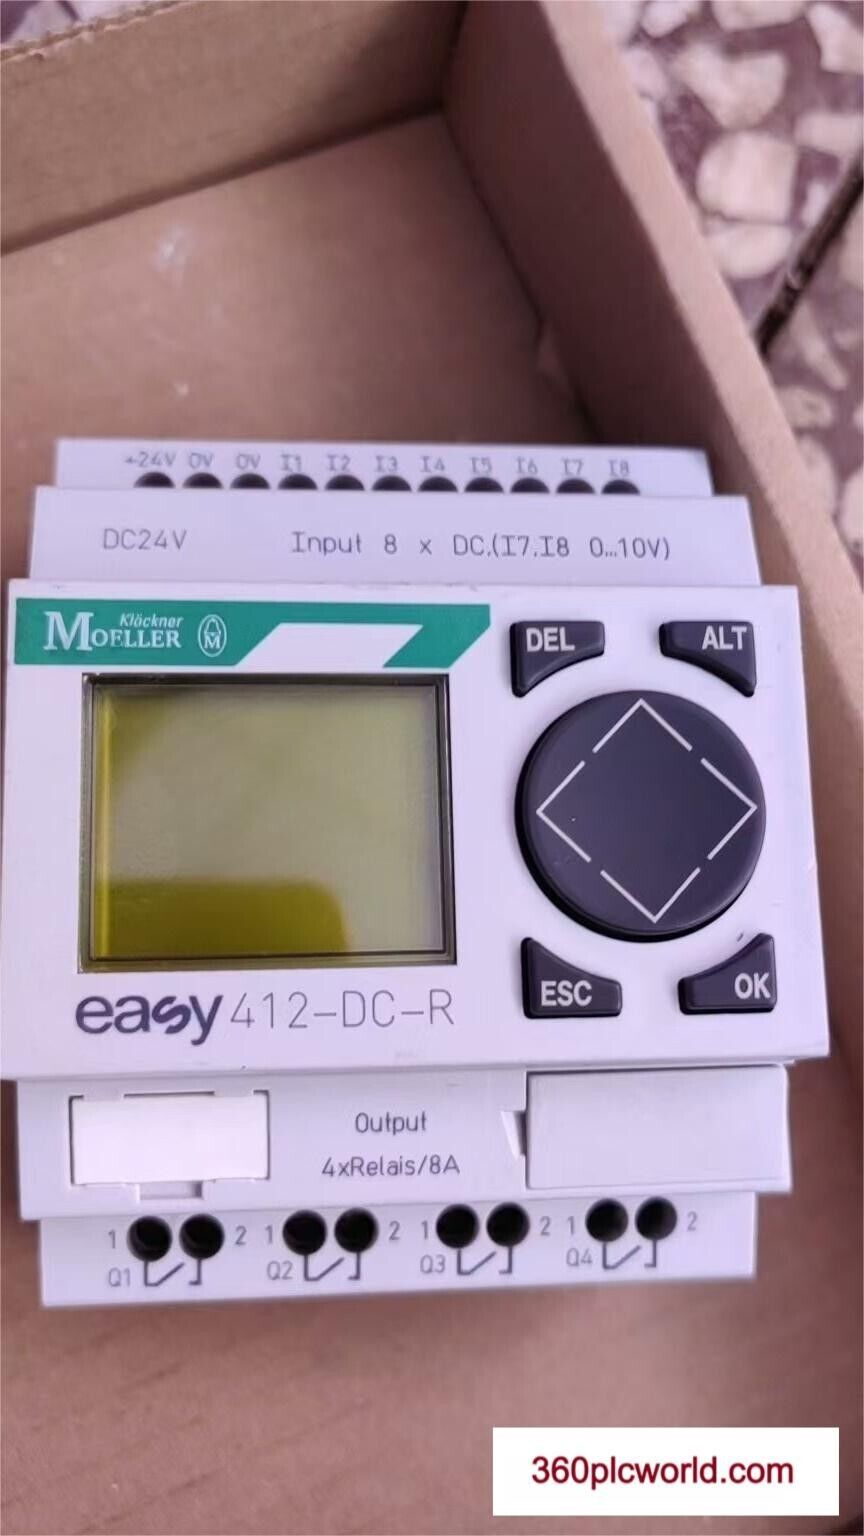 +24V 0V 0V I1 I2 I3 I4 I5 I6 I7 I8
DC24V Input 8 x DC,(I7,I8 0...10V)
Klöckner
MOELLER M
DEL ALT
ESC OK
easy412-DC-R
Output
4xRelais/8A
1 2 1 2 1 2 1 2
Q1 Q2 Q3 Q4
360plcworld.com